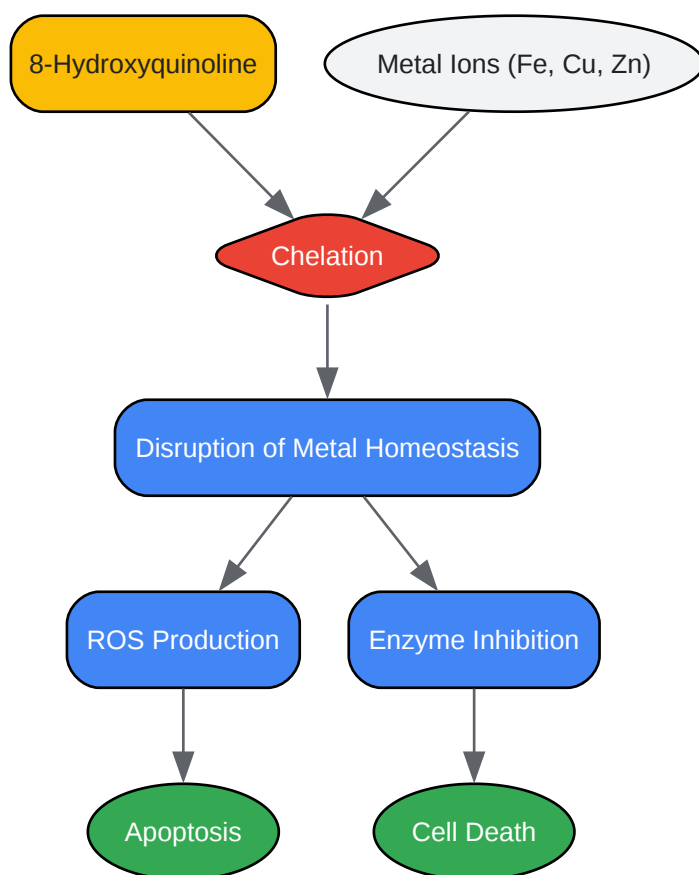 8-Hydroxyquinoline
Metal Ions (Fe, Cu, Zn)
Chelation
Disruption of Metal Homeostasis
ROS Production
Enzyme Inhibition
Apoptosis
Cell Death